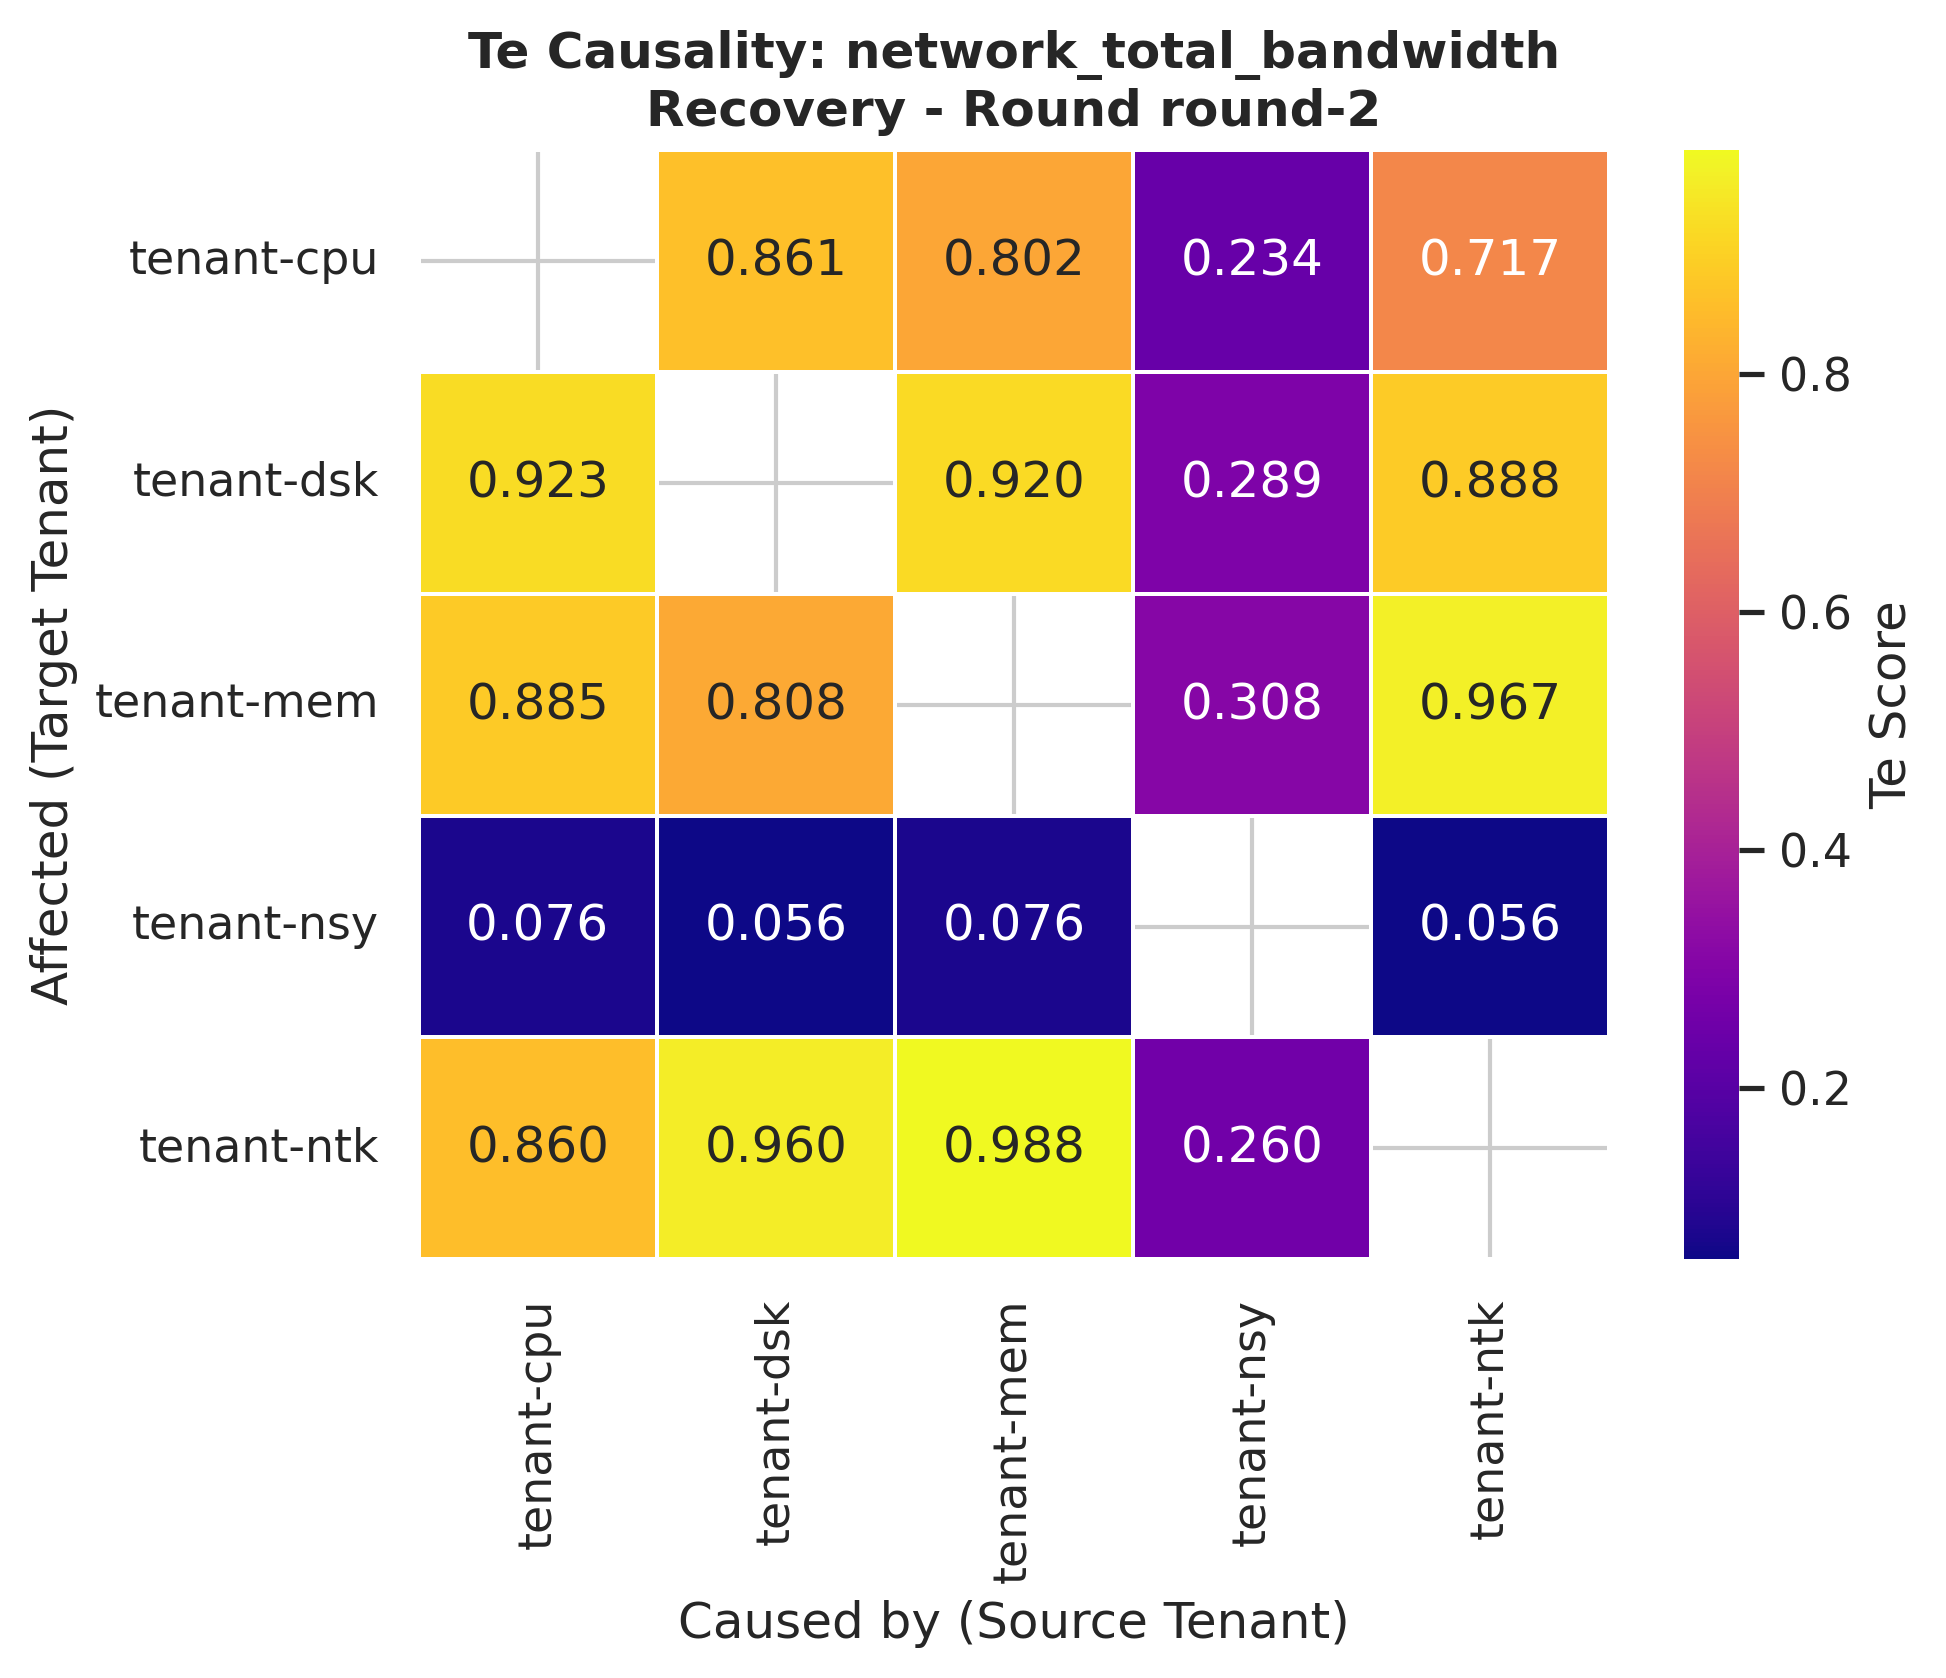 Te Causality: network_total_bandwidth
Recovery - Round round-2
Affected (Target Tenant)
tenant-cpu
0.861
0.802
0.234
0.717
tenant-dsk
0.923
0.920
0.289
0.888
tenant-mem
0.885
0.808
0.308
0.967
tenant-nsy
0.076
0.056
0.076
0.056
tenant-ntk
0.860
0.960
0.988
0.260
tenant-cpu
tenant-dsk
tenant-mem
tenant-nsy
tenant-ntk
Caused by (Source Tenant)
0.8
0.6
0.4
0.2
Te Score